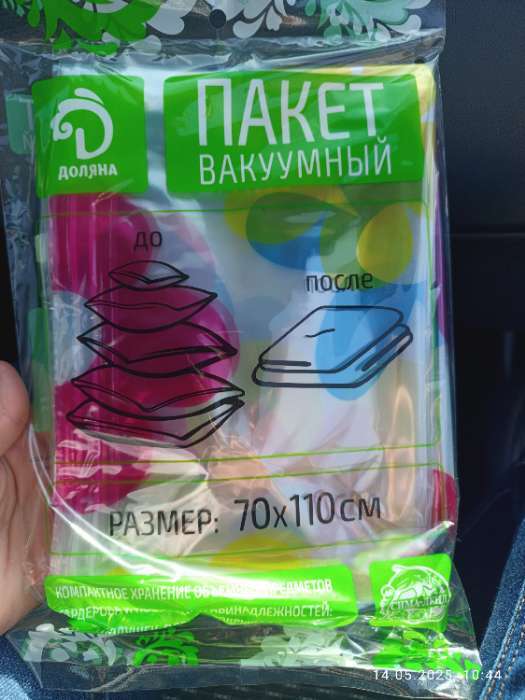 ДОЛЯНА
ПАКЕТ
ВАКУУМНЫЙ
ДО
ПОСЛЕ
РАЗМЕР: 70х110см
КОМПАКТНОЕ ХРАНЕНИЕ
14.05.2025 10:44